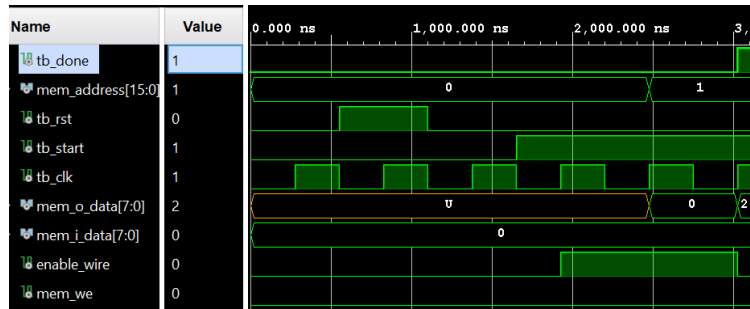 Name Value 0.000 ns 1,000.000 ns 2,000.000 ns 3,
tb_done 1
mem_address[15:0] 1 0 1
tb_rst 0
tb_start 1
tb_clk 1
mem_o_data[7:0] 2 U 0 2
mem_i_data[7:0] 0 0
enable_wire 0
mem_we 0